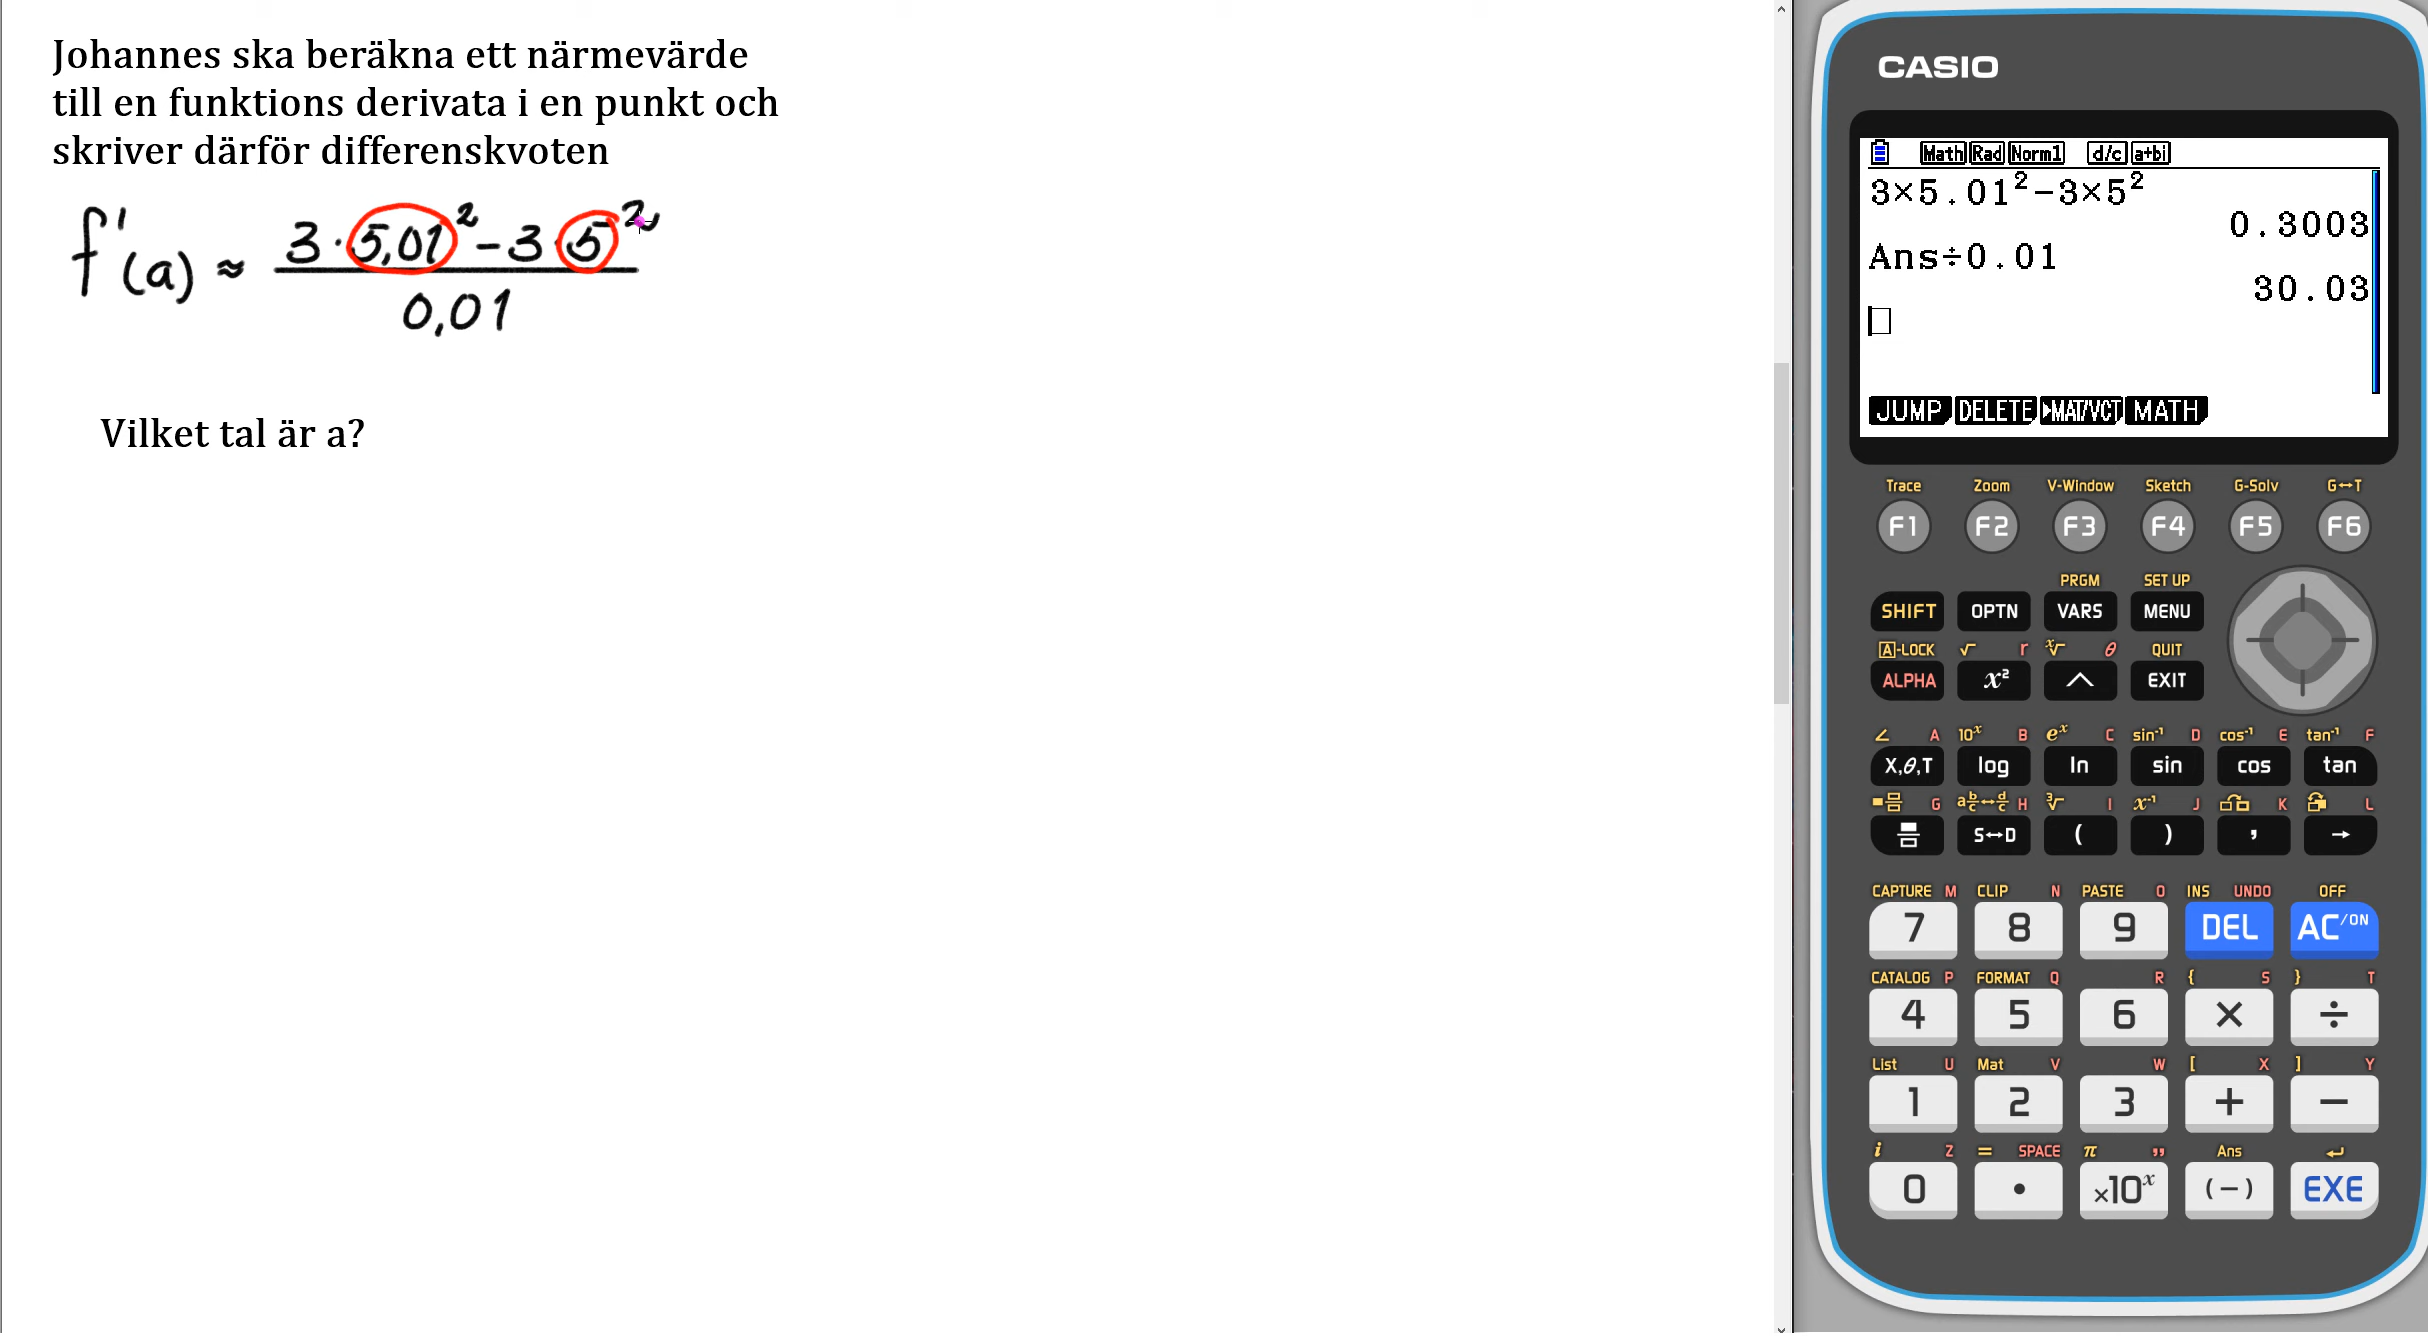 Johannes ska beräkna ett närmevärde
till en funktions derivata i en punkt och
skriver därför differenskvoten
f'(a) ≈ (3·5,01² − 3·5²) / 0,01
Vilket tal är a?
CASIO
Math Rad Norm1 d/c a+bi
3×5.01²−3×5²
0.3003
Ans÷0.01
30.03
JUMP DELETE ▶MAT/VCT MATH
Trace Zoom V-Window Sketch G-Solv G↔T
F1 F2 F3 F4 F5 F6
PRGM SET UP
SHIFT OPTN VARS MENU
A-LOCK √ r ˣ√ θ QUIT
ALPHA x² ^ EXIT
∠ A 10ˣ B eˣ C sin⁻¹ D cos⁻¹ E tan⁻¹ F
X,θ,T log ln sin cos tan
G a b/c↔d/c H ³√ I x⁻¹ J K L
S↔D ( ) , →
CAPTURE M CLIP N PASTE O INS UNDO OFF
7 8 9 DEL AC/ON
CATALOG P FORMAT Q R { S } T
4 5 6 × ÷
List U Mat V W [ X ] Y
1 2 3 + −
i Z = SPACE π " Ans ↵
0 . ×10ˣ (−) EXE